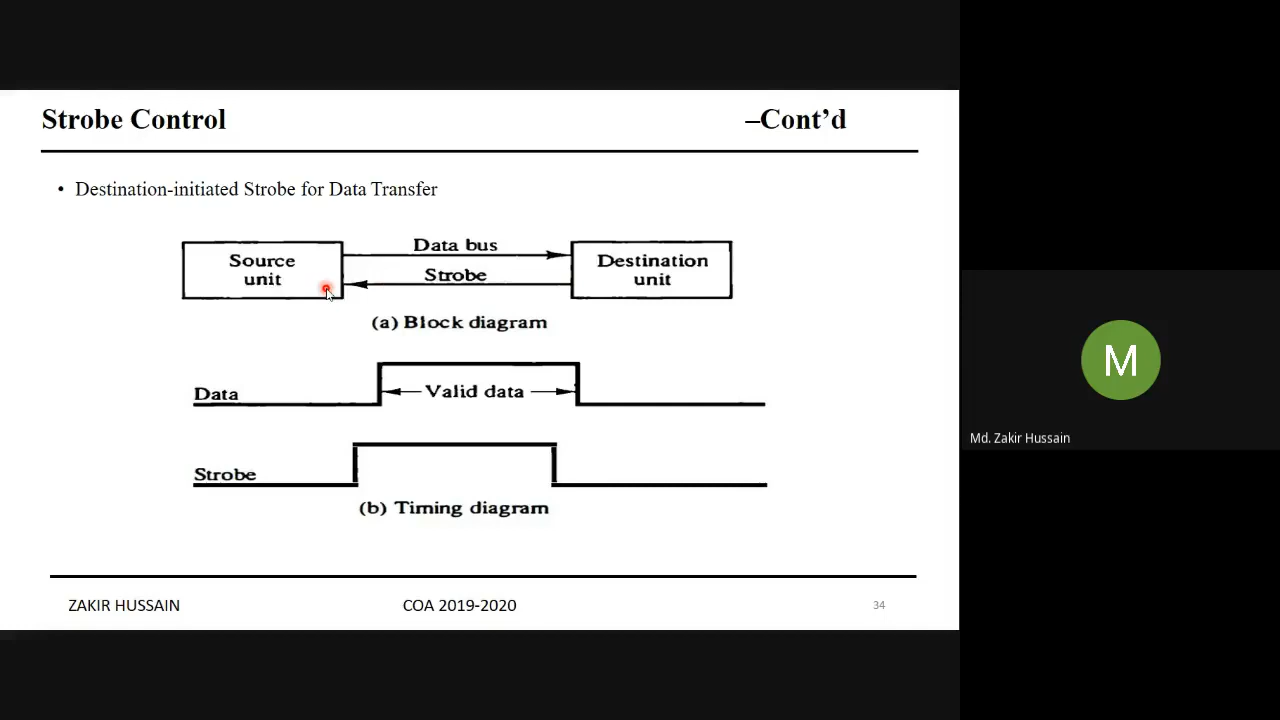 Strobe Control –Cont’d
• Destination-initiated Strobe for Data Transfer
Source
unit
Data bus
Strobe
Destination
unit
(a) Block diagram
Data
Valid data
Strobe
(b) Timing diagram
ZAKIR HUSSAIN COA 2019-2020 34
M
Md. Zakir Hussain